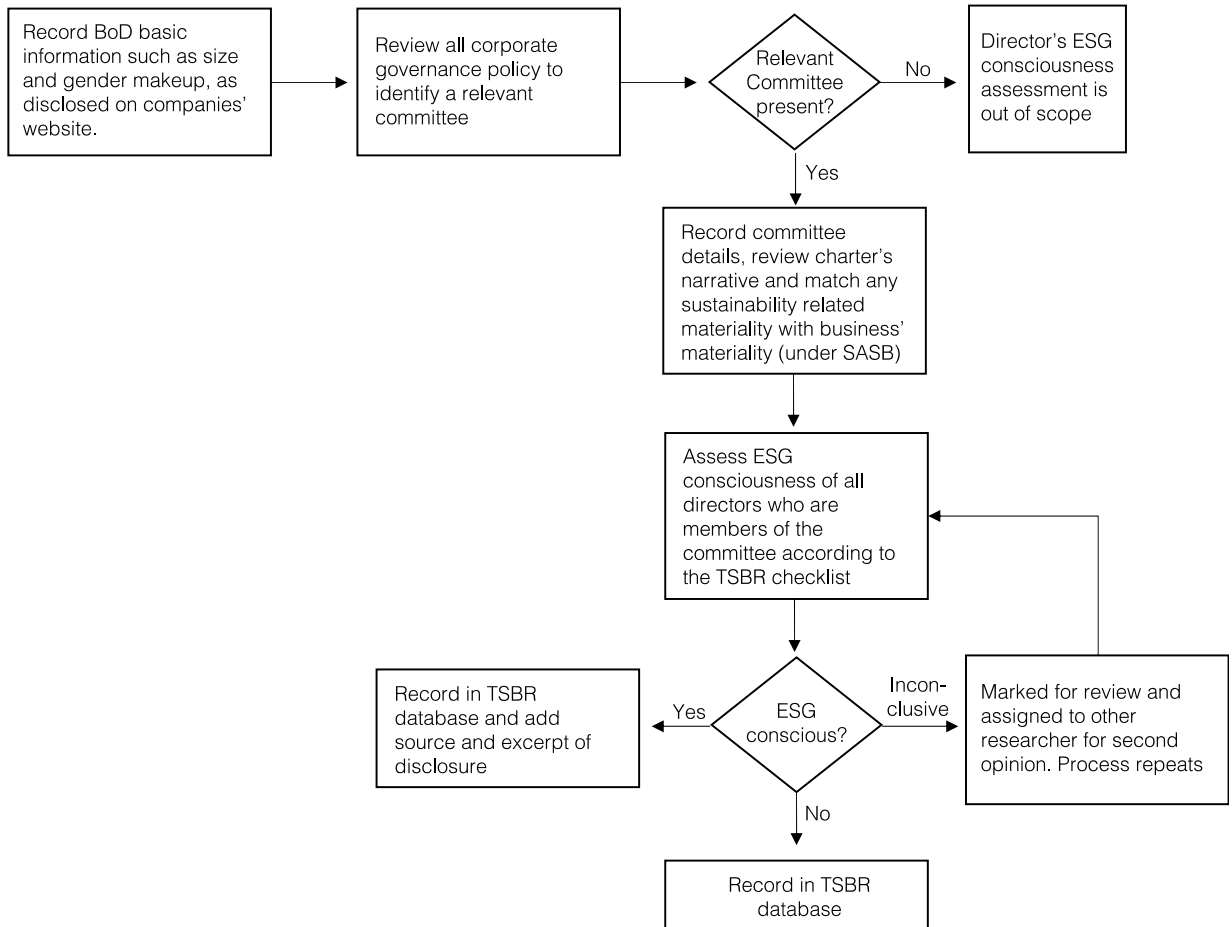 Record BoD basic
information such as size
and gender makeup, as
disclosed on companies'
website.
Review all corporate
governance policy to
identify a relevant
committee
Relevant
Committee
present?
No
Director's ESG
consciousness
assessment is
out of scope
Yes
Record committee
details, review charter's
narrative and match any
sustainability related
materiality with business'
materiality (under SASB)
Assess ESG
consciousness of all
directors who are
members of the
committee according to
the TSBR checklist
Record in TSBR
database and add
source and excerpt of
disclosure
Yes
ESG
conscious?
Incon-
clusive
Marked for review and
assigned to other
researcher for second
opinion. Process repeats
No
Record in TSBR
database